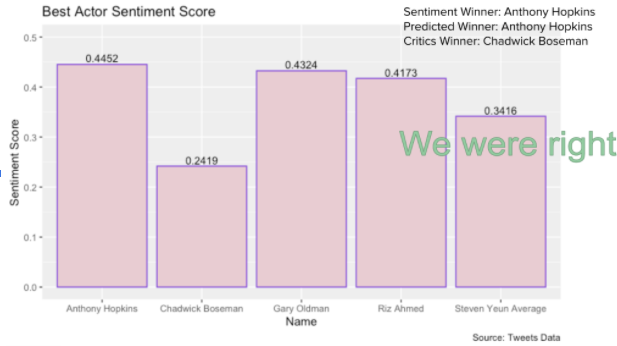 Best Actor Sentiment Score
Sentiment Winner: Anthony Hopkins
Predicted Winner: Anthony Hopkins
Critics Winner: Chadwick Boseman
We were right
Sentiment Score
0.5
0.4
0.3
0.2
0.1
0.0
0.4452
0.2419
0.4324
0.4173
0.3416
Anthony Hopkins
Chadwick Boseman
Gary Oldman
Riz Ahmed
Steven Yeun Average
Name
Source: Tweets Data